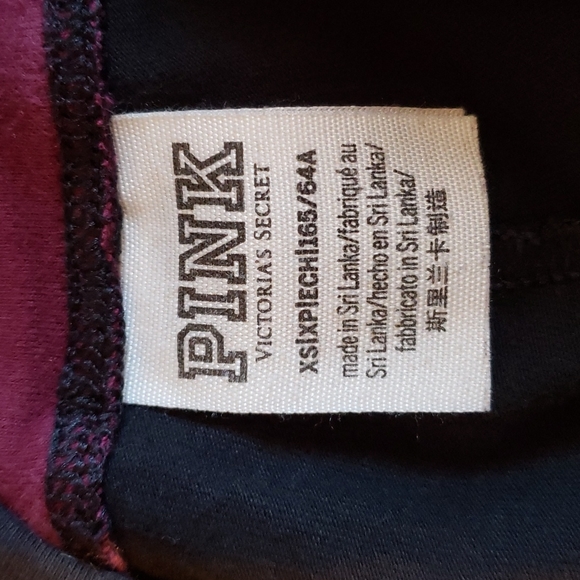 PINK
VICTORIA'S SECRET
XS|XP|ECH|165/64A
made in Sri Lanka/fabriqué au
Sri Lanka/hecho en Sri Lanka/
fabbricato in Sri Lanka/
斯里兰卡制造